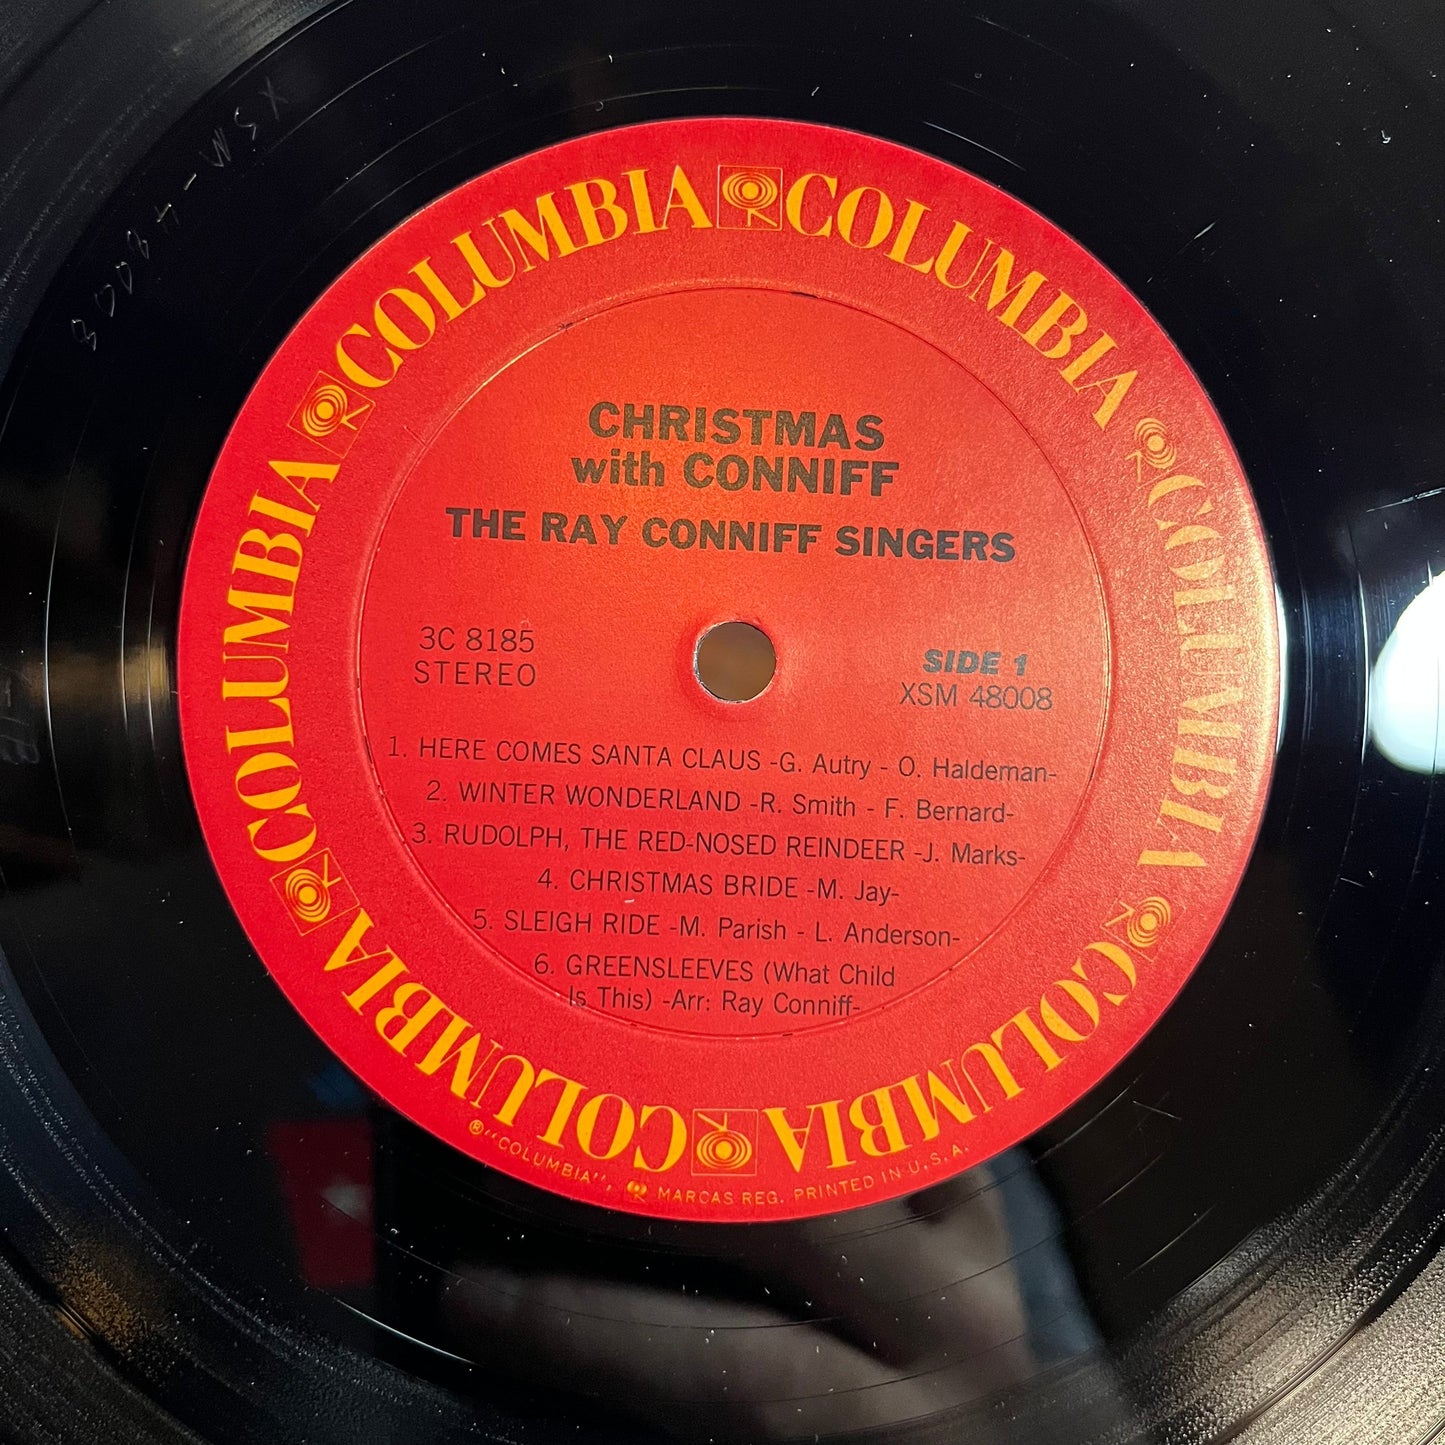 COLUMBIA COLUMBIA COLUMBIA COLUMBIA COLUMBIA COLUMBIA COLUMBIA COLUMBIA
CHRISTMAS
with CONNIFF
THE RAY CONNIFF SINGERS
3C 8185
STEREO
SIDE 1
XSM 48008
1. HERE COMES SANTA CLAUS -G. Autry - O. Haldeman-
2. WINTER WONDERLAND -R. Smith - F. Bernard-
3. RUDOLPH, THE RED-NOSED REINDEER -J. Marks-
4. CHRISTMAS BRIDE -M. Jay-
5. SLEIGH RIDE -M. Parish - L. Anderson-
6. GREENSLEEVES (What Child
Is This) -Arr: Ray Conniff-
®"COLUMBIA", MARCAS REG. PRINTED IN U.S.A.